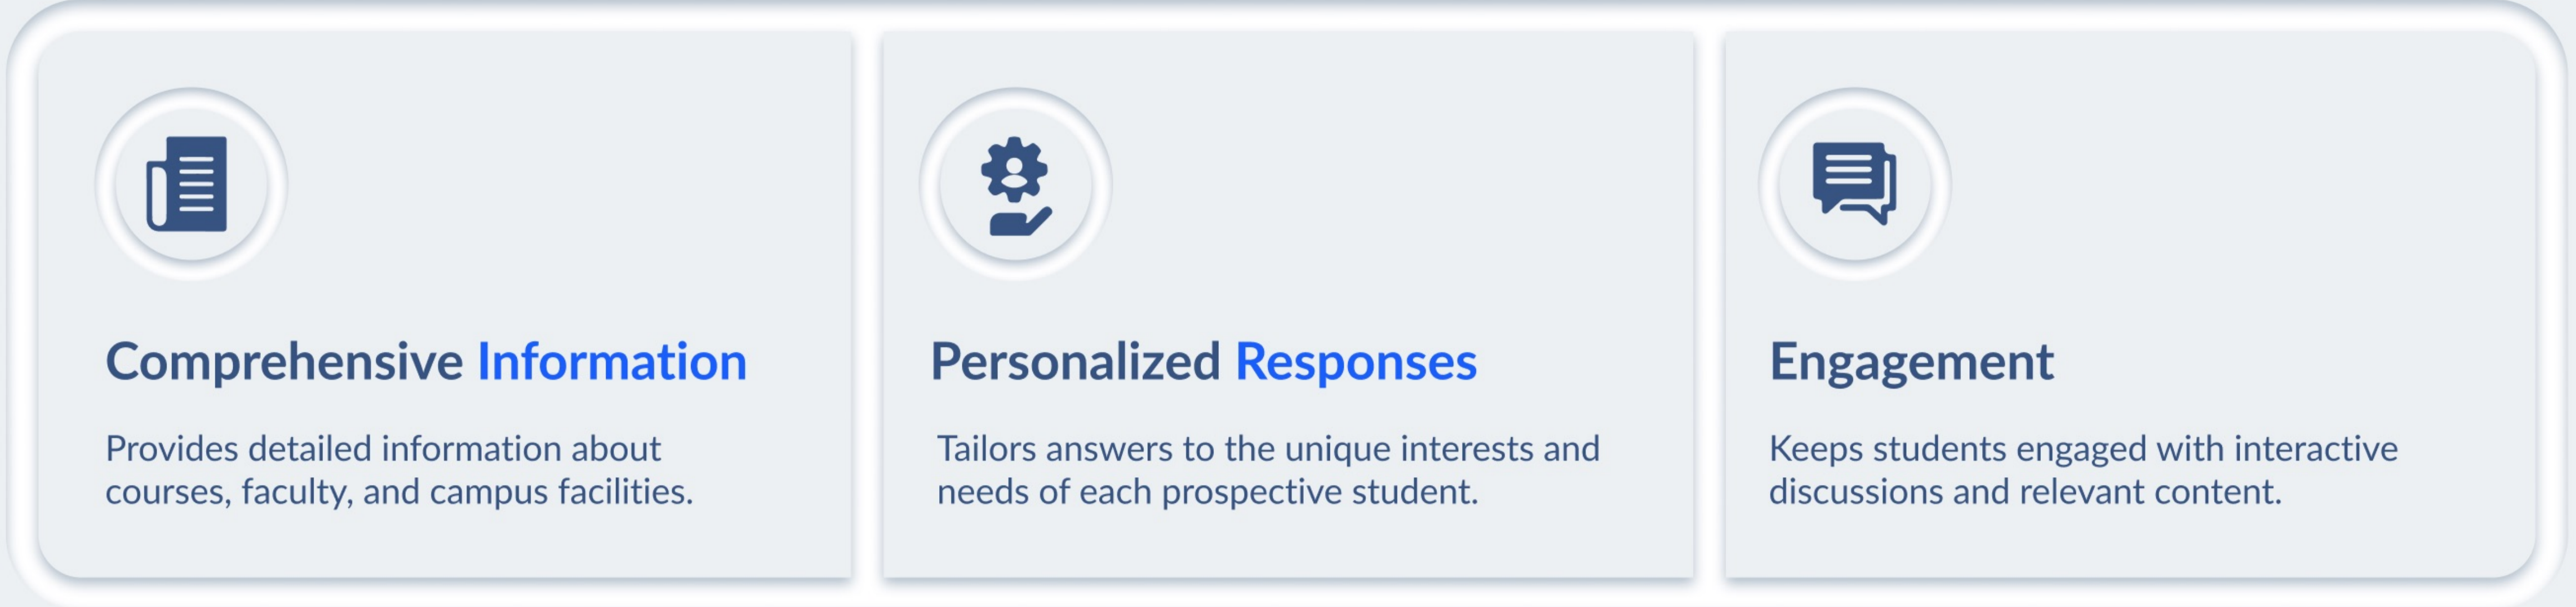 Comprehensive Information
Provides detailed information about
courses, faculty, and campus facilities.
Personalized Responses
Tailors answers to the unique interests and
needs of each prospective student.
Engagement
Keeps students engaged with interactive
discussions and relevant content.